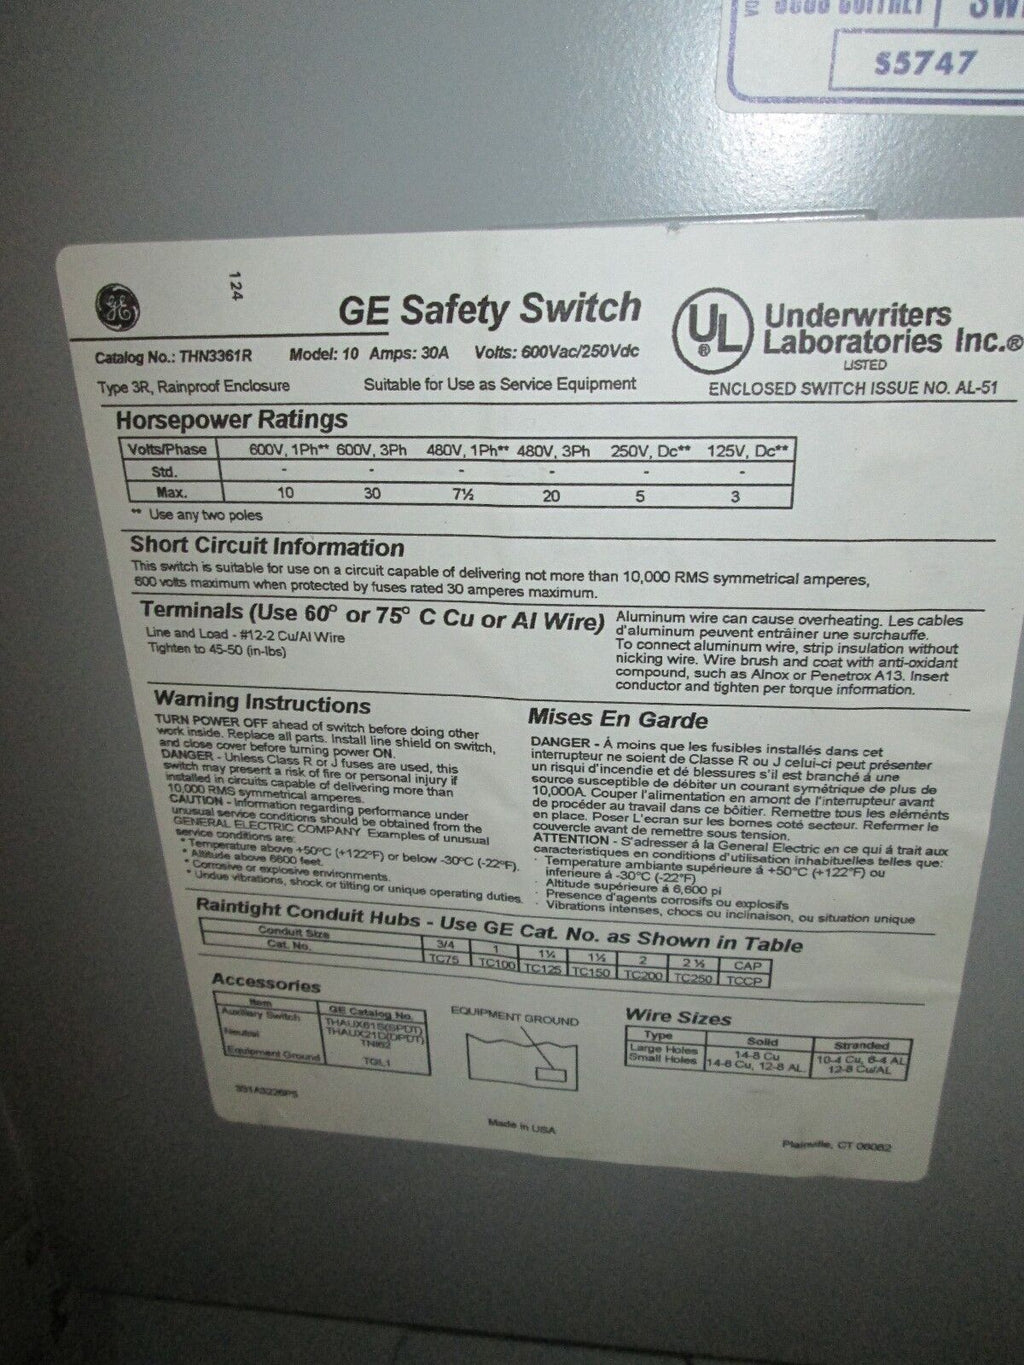 S5747
124
GE
GE Safety Switch
UL
®
Underwriters
Laboratories Inc.®
LISTED
ENCLOSED SWITCH ISSUE NO. AL-51
Catalog No.: THN3361R Model: 10 Amps: 30A Volts: 600Vac/250Vdc
Type 3R, Rainproof Enclosure Suitable for Use as Service Equipment
Horsepower Ratings
Volts/Phase 600V, 1Ph** 600V, 3Ph 480V, 1Ph** 480V, 3Ph 250V, Dc** 125V, Dc**
Std. - - - - - -
Max. 10 30 7½ 20 5 3
** Use any two poles
Short Circuit Information
This switch is suitable for use on a circuit capable of delivering not more than 10,000 RMS symmetrical amperes,
600 volts maximum when protected by fuses rated 30 amperes maximum.
Terminals (Use 60° or 75° C Cu or Al Wire)
Line and Load - #12-2 Cu/Al Wire
Tighten to 45-50 (in-lbs)
Aluminum wire can cause overheating. Les cables
d'aluminum peuvent entrâiner une surchauffe.
To connect aluminum wire, strip insulation without
nicking wire. Wire brush and coat with anti-oxidant
compound, such as Alnox or Penetrox A13. Insert
conductor and tighten per torque information.
Warning Instructions
TURN POWER OFF ahead of switch before doing other
work inside. Replace all parts. Install line shield on switch,
and close cover before turning power ON.
DANGER - Unless Class R or J fuses are used, this
switch may present a risk of fire or personal injury if
installed in circuits capable of delivering more than
10,000 RMS symmetrical amperes.
CAUTION - Information regarding performance under
unusual service conditions should be obtained from the
GENERAL ELECTRIC COMPANY Examples of unusual
service conditions are:
* Temperature above +50°C (+122°F) or below -30°C (-22°F).
* Altitude above 6600 feet.
* Corrosive or explosive environments.
* Undue vibrations, shock or tilting or unique operating duties.
Mises En Garde
DANGER - À moins que les fusibles installés dans cet
interrupteur ne soient de Classe R ou J celui-ci peut présenter
un risqui d'incendie et dé blessures s'il est branché á une
source susceptible de débiter un courant symétrique de plus de
10,000A. Couper l'alimentation en amont de l'interrupteur avant
de procéder au travail dans ce bôitier. Remettre tous les eléménts
en place. Poser L'ecran sur les bornes coté secteur. Refermer le
couvercle avant de remettre sous tension.
ATTENTION - S'adresser á la General Electric en ce qui á trait aux
caracteristiques en conditions d'utilisation inhabituelles telles que:
· Temperature ambiante supérieure á +50°C (+122°F) ou
inferieure á -30°C (-22°F)
· Altitude supérieure á 6,600 pi
· Presence d'agents corrosifs ou explosifs
· Vibrations intenses, chocs ou inclinaison, ou situation unique
Raintight Conduit Hubs - Use GE Cat. No. as Shown in Table
Conduit Size 3/4 1 1¼ 1½ 2 2½ CAP
Cat. No. TC75 TC100 TC125 TC150 TC200 TC250 TCCP
Accessories
Item GE Catalog No.
Auxiliary Switch THAUX61S(SPDT)
THAUX21D(DPDT)
Neutral TNI62
Equipment Ground TGL1
EQUIPMENT GROUND
Wire Sizes
Type Solid Stranded
Large Holes 14-8 Cu 10-4 Cu, 6-4 AL
Small Holes 14-8 Cu, 12-8 AL 12-8 Cu/AL
Made in USA
Plainville, CT 06062